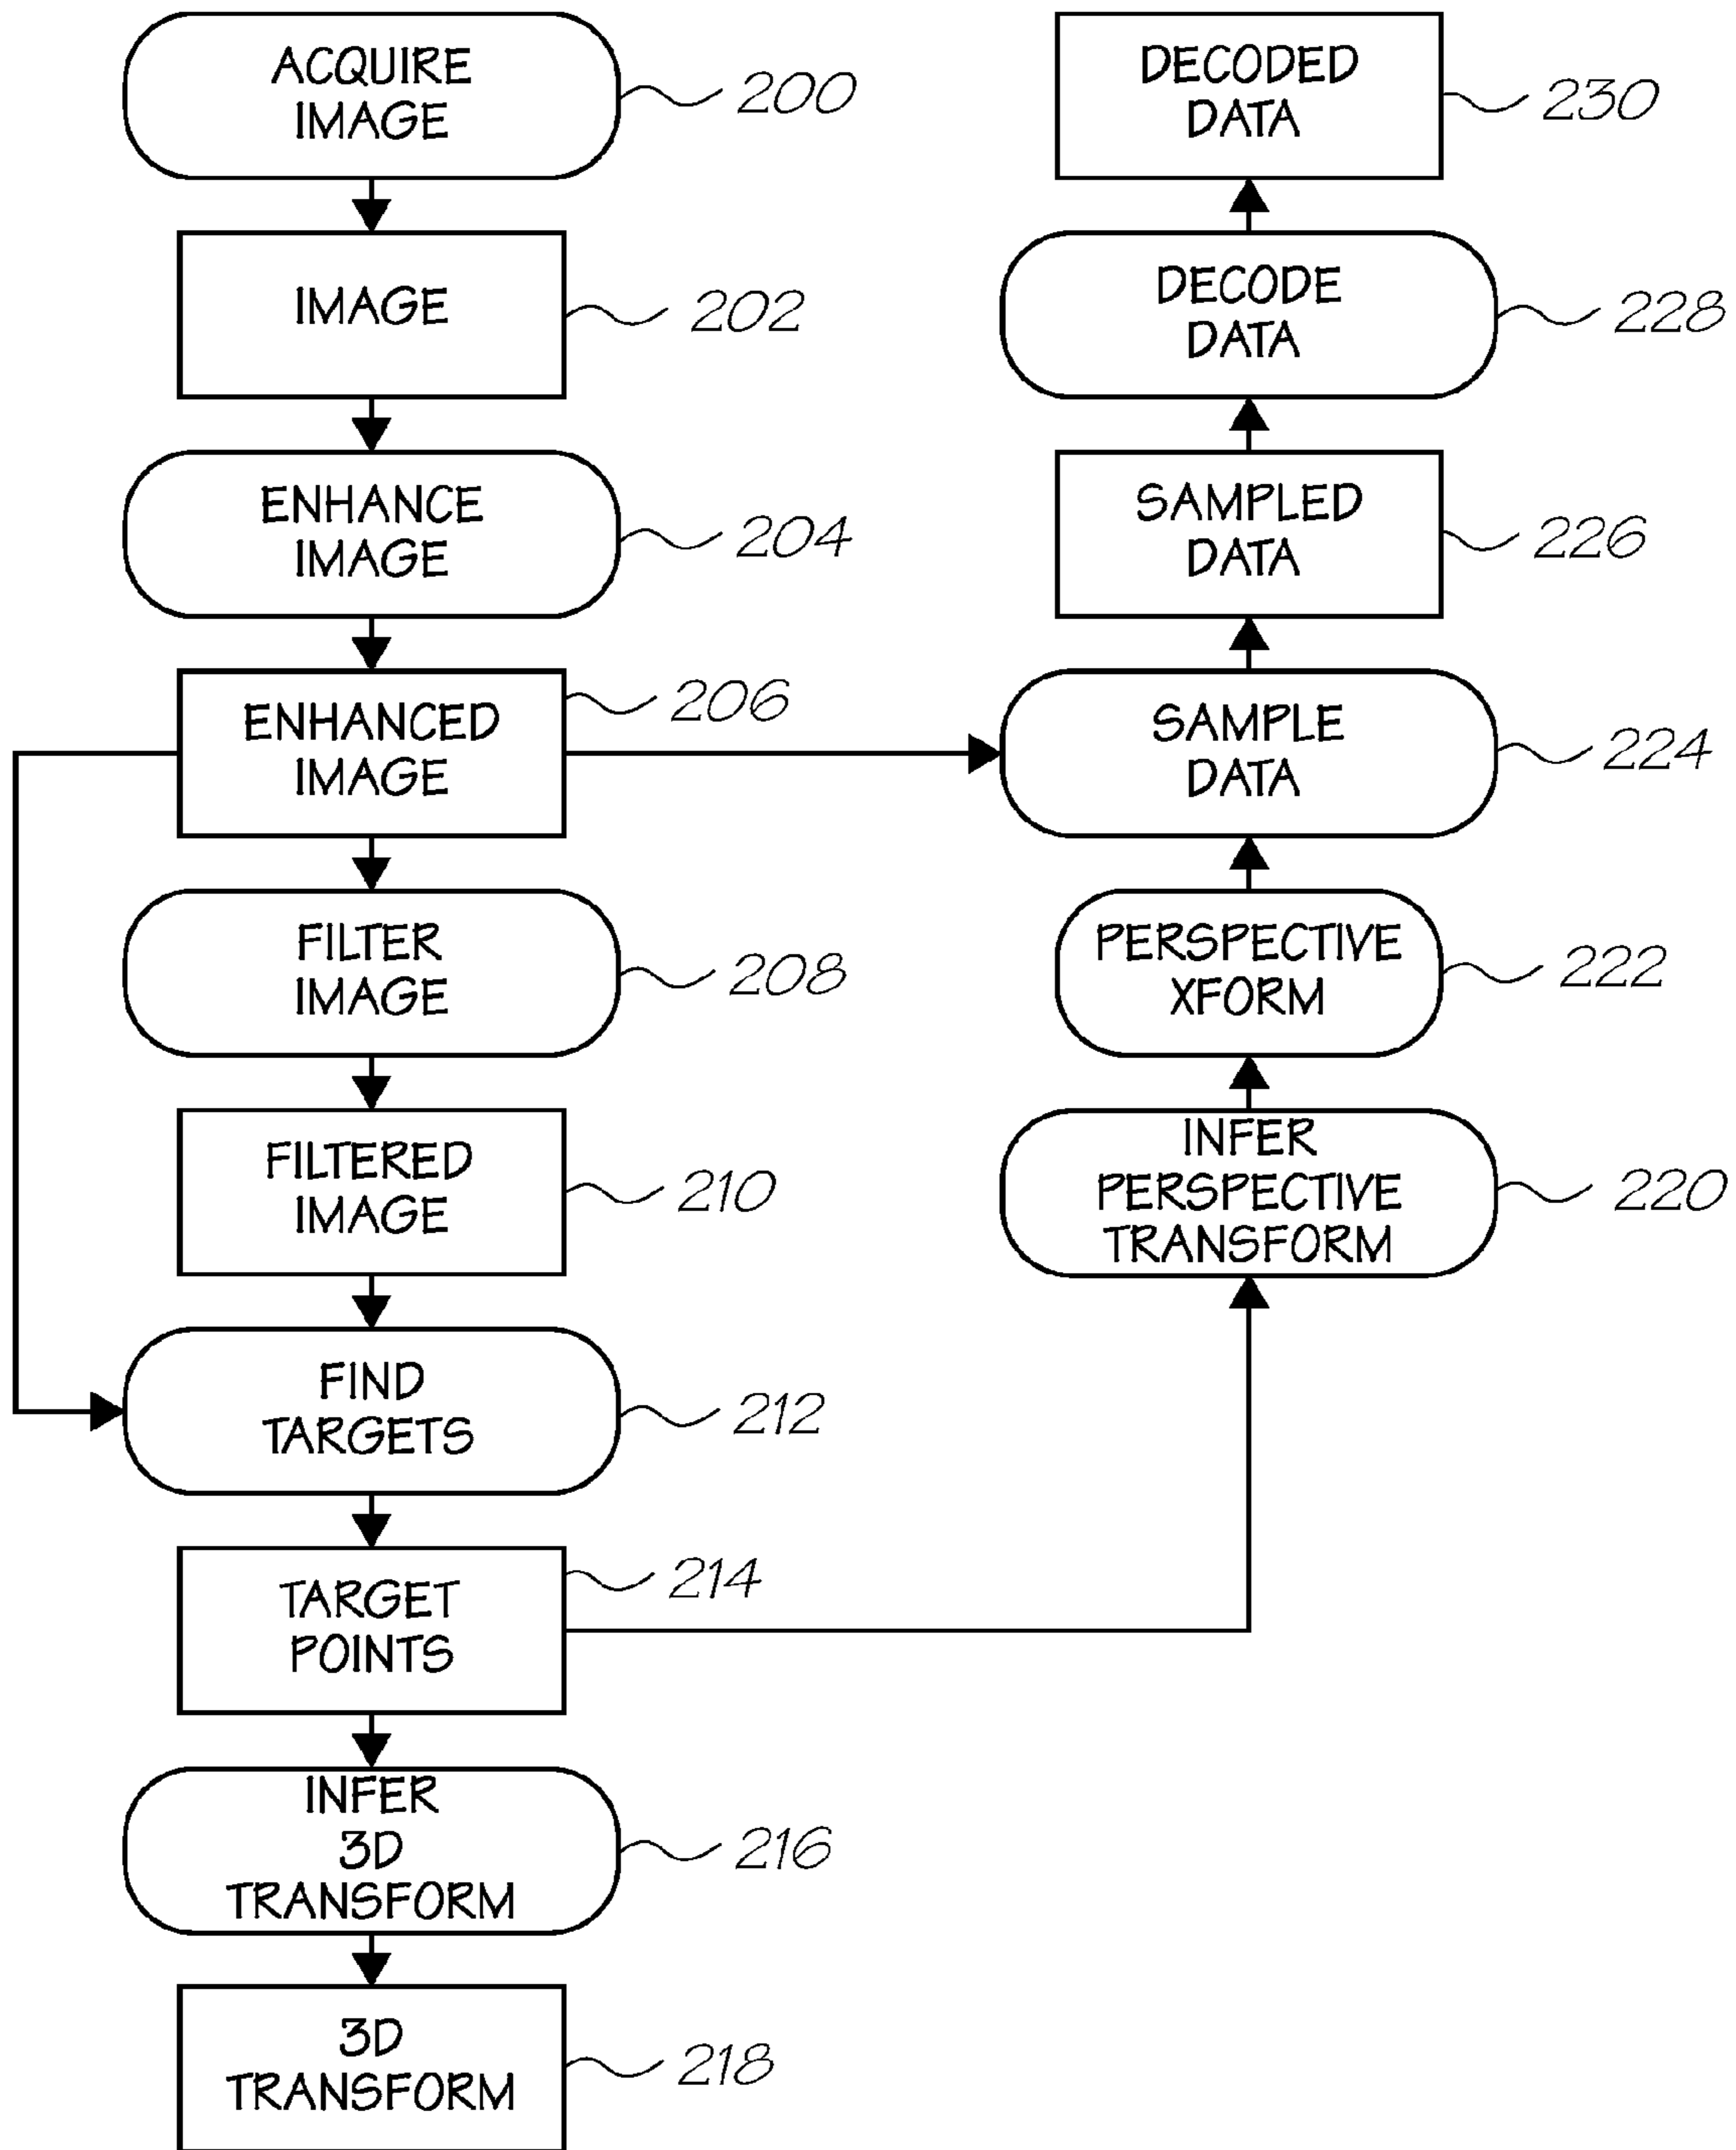 ACQUIRE
IMAGE
200
IMAGE
202
ENHANCE
IMAGE
204
ENHANCED
IMAGE
206
FILTER
IMAGE
208
FILTERED
IMAGE
210
FIND
TARGETS
212
TARGET
POINTS
214
INFER
3D
TRANSFORM
216
3D
TRANSFORM
218
DECODED
DATA
230
DECODE
DATA
228
SAMPLED
DATA
226
SAMPLE
DATA
224
PERSPECTIVE
XFORM
222
INFER
PERSPECTIVE
TRANSFORM
220